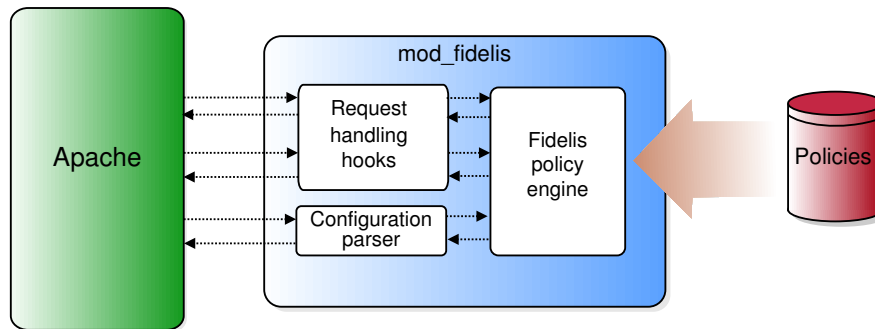 mod_fidelis
Apache
Request
handling
hooks
Configuration
parser
Fidelis
policy
engine
Policies